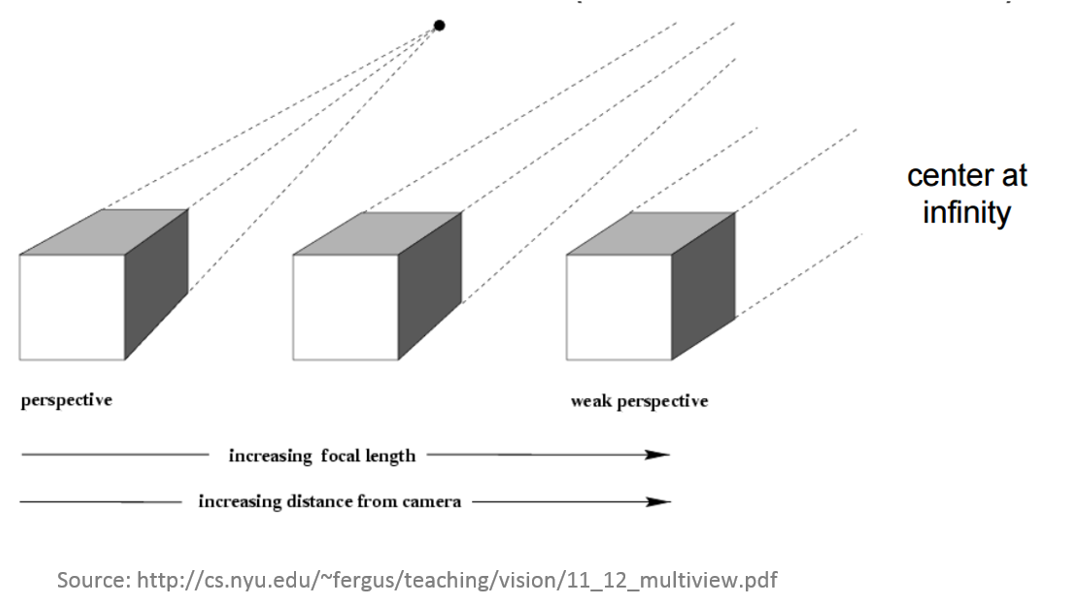 center at
infinity
perspective
weak perspective
increasing focal length
increasing distance from camera
Source: http://cs.nyu.edu/~fergus/teaching/vision/11_12_multiview.pdf